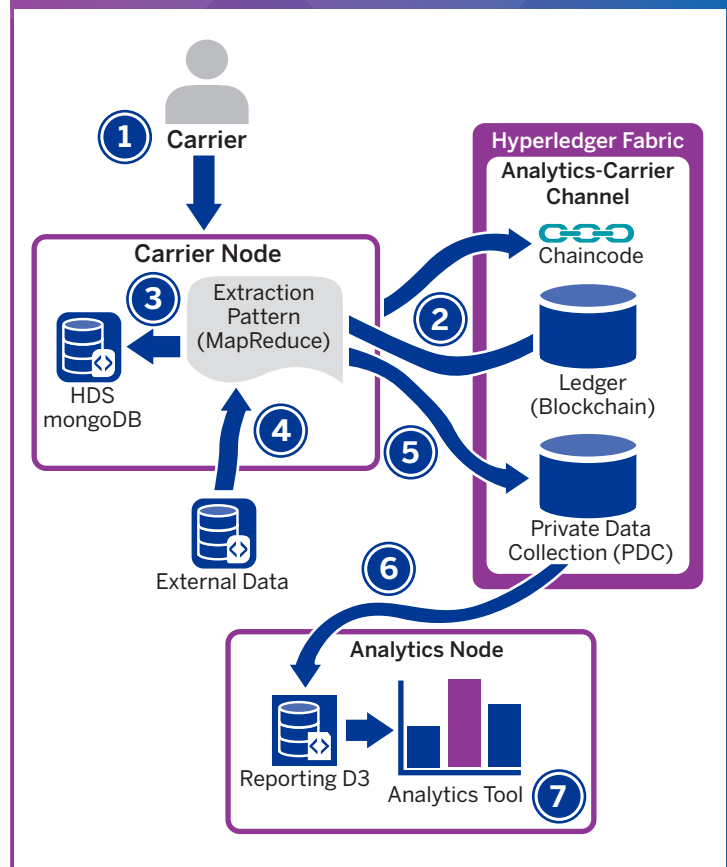 1
Carrier
Hyperledger Fabric
Analytics-Carrier
Channel
Chaincode
Carrier Node
3
Extraction
Pattern
(MapReduce)
2
HDS
mongoDB
Ledger
(Blockchain)
4
5
External Data
Private Data
Collection (PDC)
6
Analytics Node
Reporting D3
Analytics Tool
7